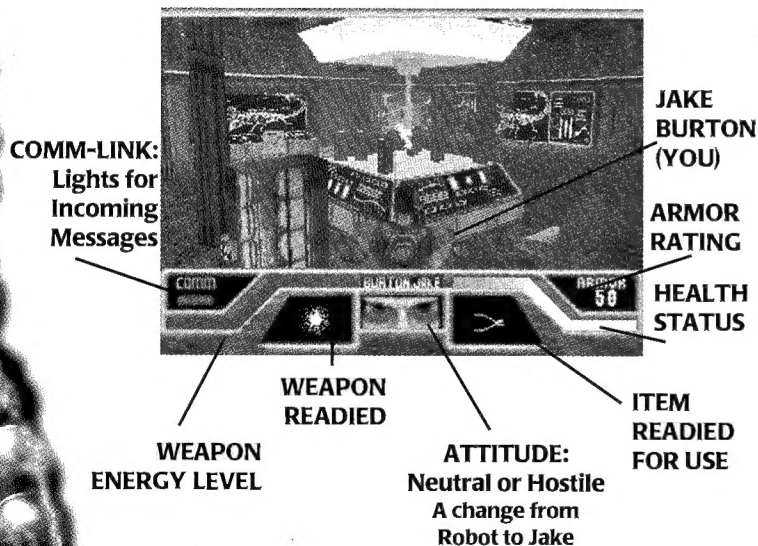 JAKE
BURTON
(YOU)
COMM-LINK:
Lights for
Incoming
Messages
ARMOR
RATING
COMM
BURTON JAKE
ARMOR
50
HEALTH
STATUS
WEAPON
READIED
WEAPON
ENERGY LEVEL
ATTITUDE:
Neutral or Hostile
A change from
Robot to Jake
ITEM
READIED
FOR USE